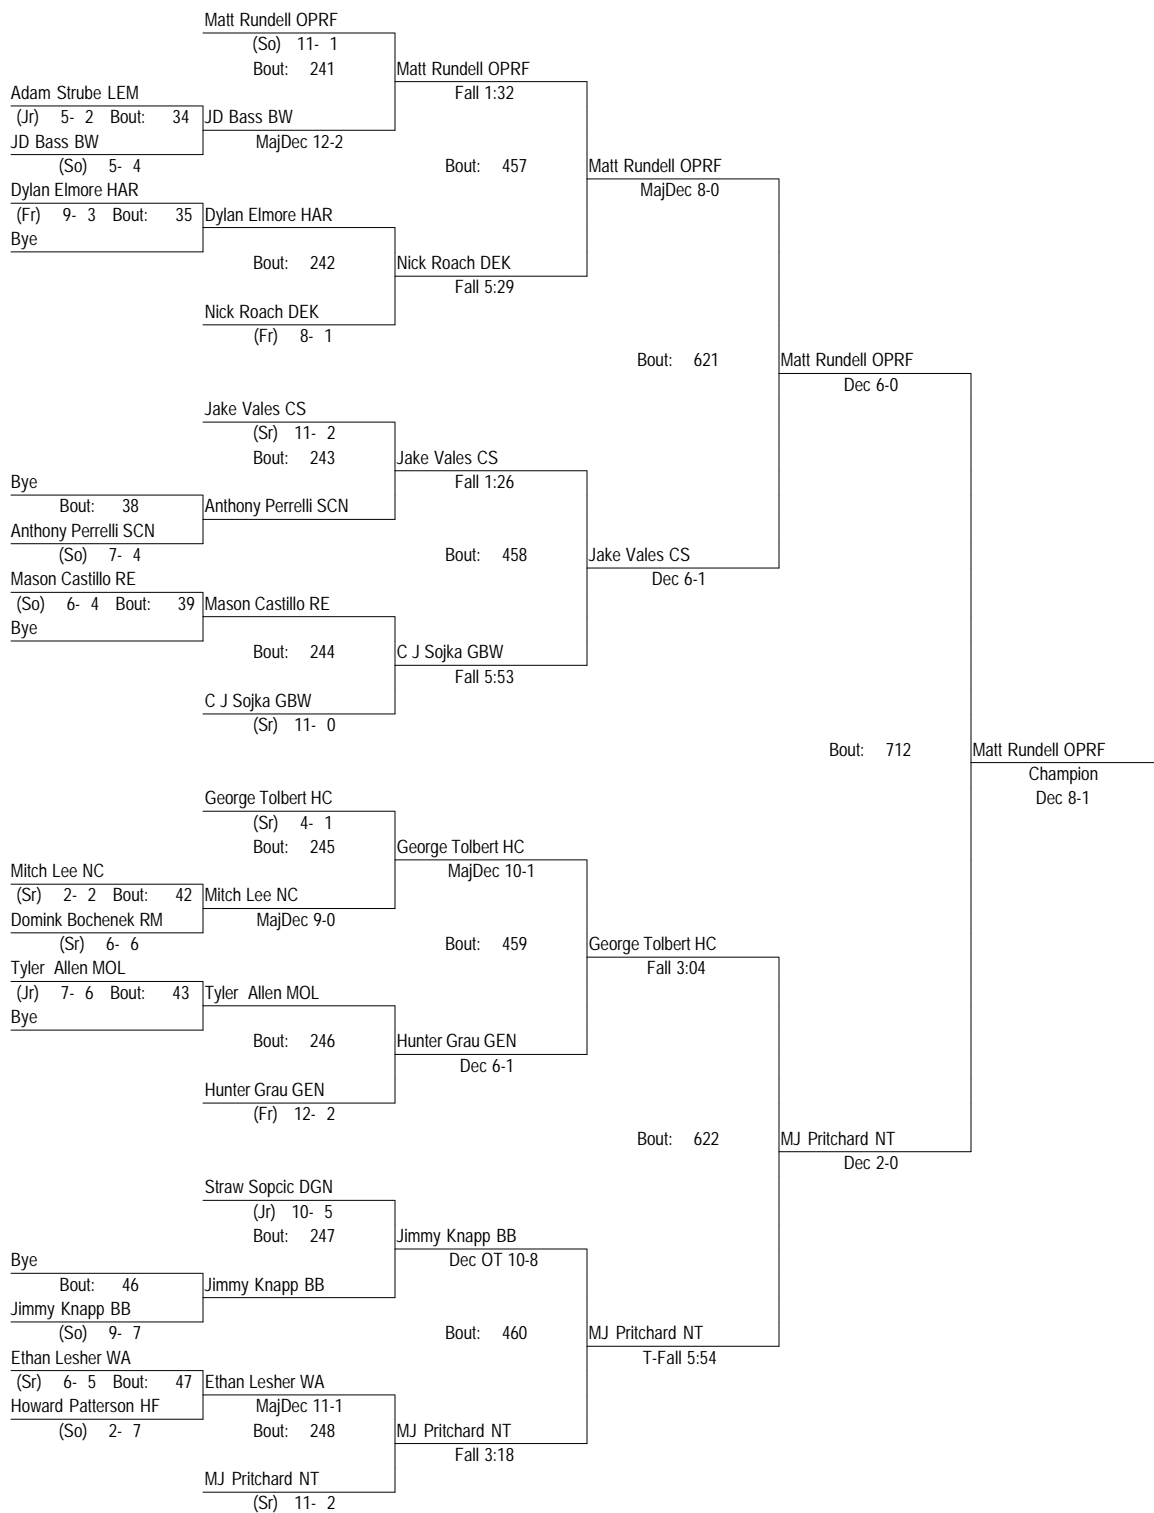 Matt Rundell OPRF
(So) 11- 1
Bout: 241
Matt Rundell OPRF
Fall 1:32
Adam Strube LEM
(Jr) 5- 2 Bout: 34
JD Bass BW
JD Bass BW
MajDec 12-2
(So) 5- 4
Bout: 457
Matt Rundell OPRF
MajDec 8-0
Dylan Elmore HAR
(Fr) 9- 3 Bout: 35
Dylan Elmore HAR
Bye
Bout: 242
Nick Roach DEK
Fall 5:29
Nick Roach DEK
(Fr) 8- 1
Bout: 621
Matt Rundell OPRF
Dec 6-0
Jake Vales CS
(Sr) 11- 2
Bout: 243
Jake Vales CS
Fall 1:26
Bye
Bout: 38
Anthony Perrelli SCN
Anthony Perrelli SCN
(So) 7- 4
Bout: 458
Jake Vales CS
Dec 6-1
Mason Castillo RE
(So) 6- 4 Bout: 39
Mason Castillo RE
Bye
Bout: 244
C J Sojka GBW
Fall 5:53
C J Sojka GBW
(Sr) 11- 0
Bout: 712
Matt Rundell OPRF
Champion
Dec 8-1
George Tolbert HC
(Sr) 4- 1
Bout: 245
George Tolbert HC
MajDec 10-1
Mitch Lee NC
(Sr) 2- 2 Bout: 42
Mitch Lee NC
Domink Bochenek RM
MajDec 9-0
(Sr) 6- 6
Bout: 459
George Tolbert HC
Fall 3:04
Tyler Allen MOL
(Jr) 7- 6 Bout: 43
Tyler Allen MOL
Bye
Bout: 246
Hunter Grau GEN
Dec 6-1
Hunter Grau GEN
(Fr) 12- 2
Bout: 622
MJ Pritchard NT
Dec 2-0
Straw Sopcic DGN
(Jr) 10- 5
Bout: 247
Jimmy Knapp BB
Dec OT 10-8
Bye
Bout: 46
Jimmy Knapp BB
Jimmy Knapp BB
(So) 9- 7
Bout: 460
MJ Pritchard NT
T-Fall 5:54
Ethan Lesher WA
(Sr) 6- 5 Bout: 47
Ethan Lesher WA
Howard Patterson HF
MajDec 11-1
(So) 2- 7
Bout: 248
MJ Pritchard NT
Fall 3:18
MJ Pritchard NT
(Sr) 11- 2